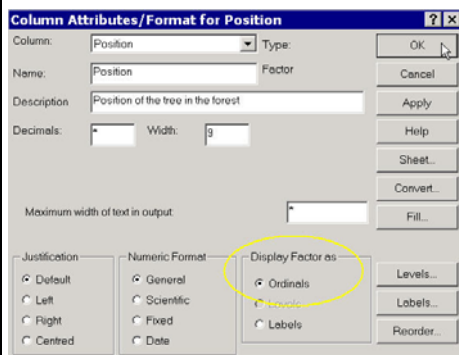 Column Attributes/Format for Position
Column: Position Type: OK
Name: Position Factor Cancel
Description Position of the tree in the forest Apply
Decimals: * Width: 9 Help
Sheet...
Convert...
Maximum width of text in output: * Fill...
Justification Numeric Format Display Factor as
Default General Ordinals Levels...
Left Scientific Levels Labels...
Right Fixed Labels Reorder...
Centred Date